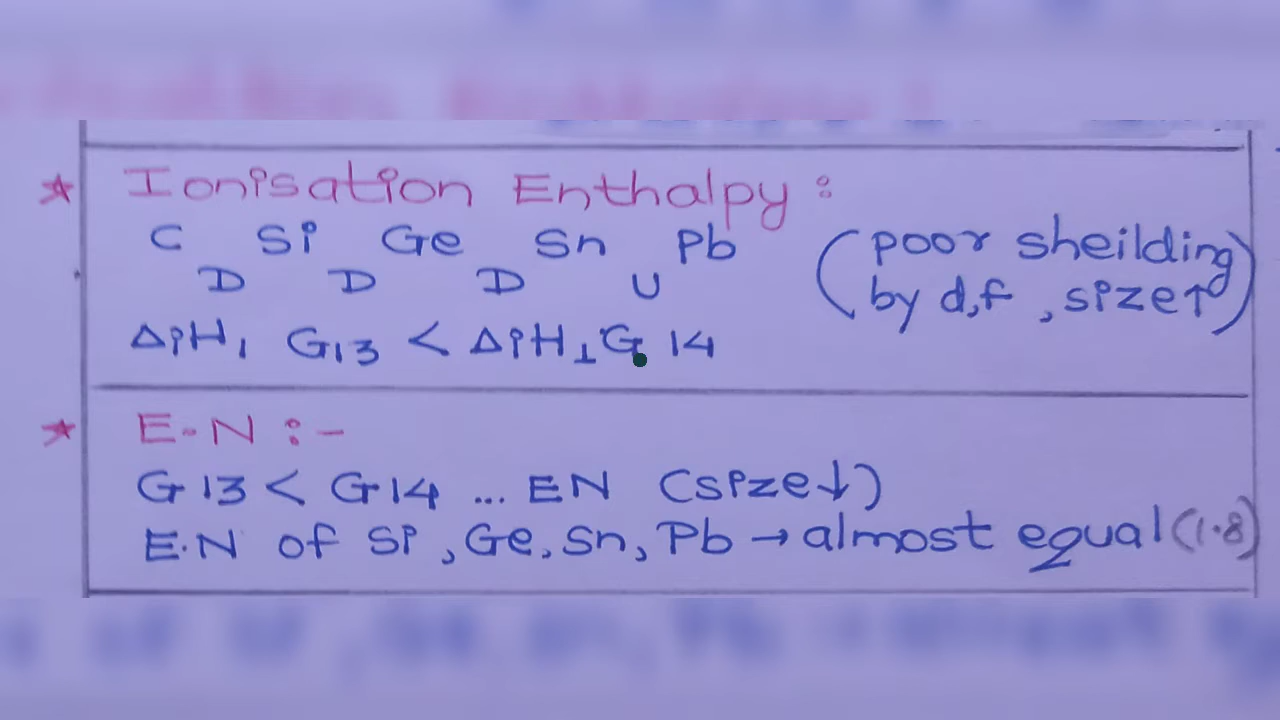 ★ Ionisation Enthalpy :
C Si Ge Sn Pb (poor sheilding
D D D U by d,f , size↑)
ΔiH1 G13 < ΔiH1 G 14
★ E.N :-
G 13 < G14 ... EN (size↓)
E.N of Si, Ge, Sn, Pb → almost equal (1.8)